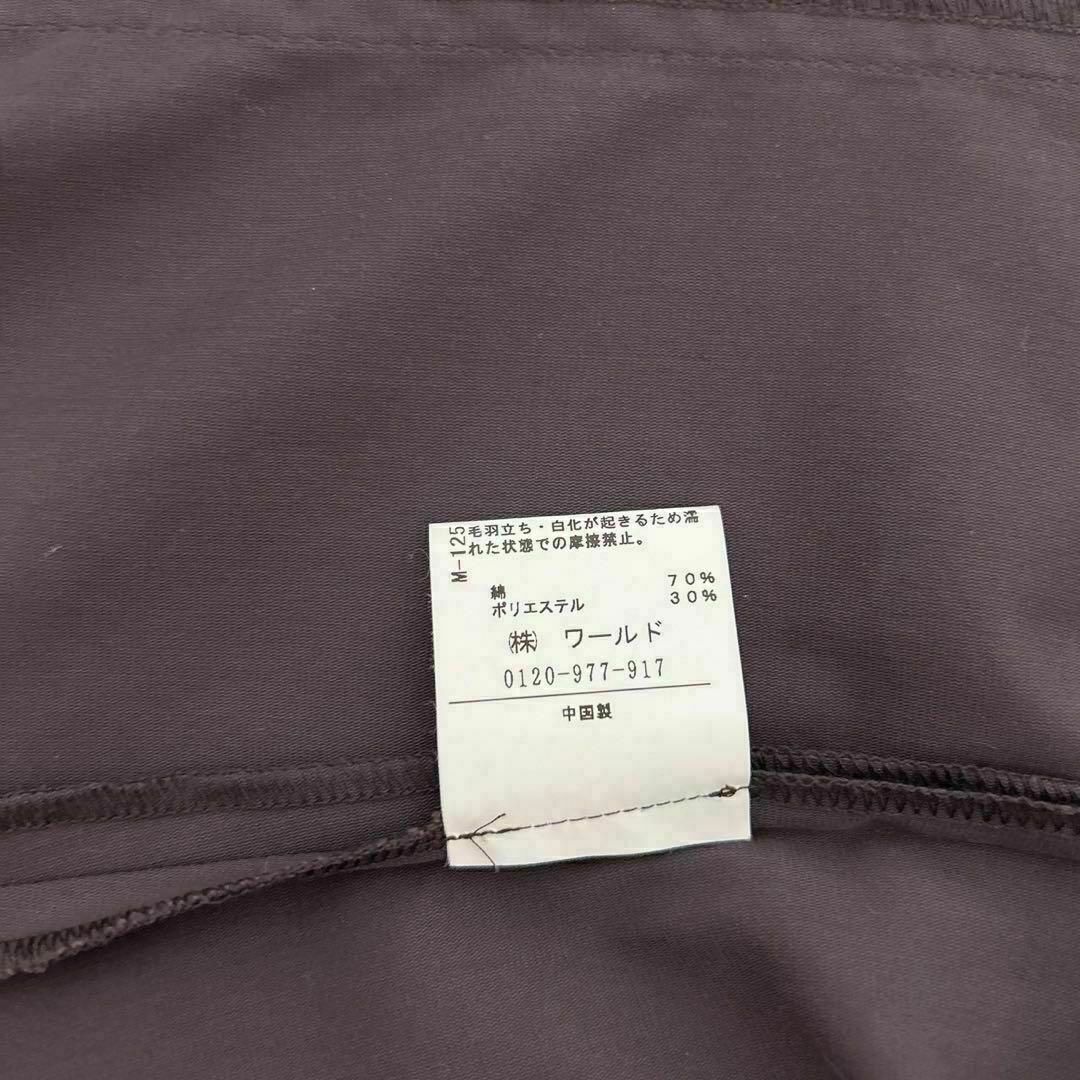 毛羽立ち・白化が起きるため濡
れた状態での摩擦禁止。
M-125
綿 70%
ポリエステル 30%
㈱ ワールド
0120-977-917
中国製